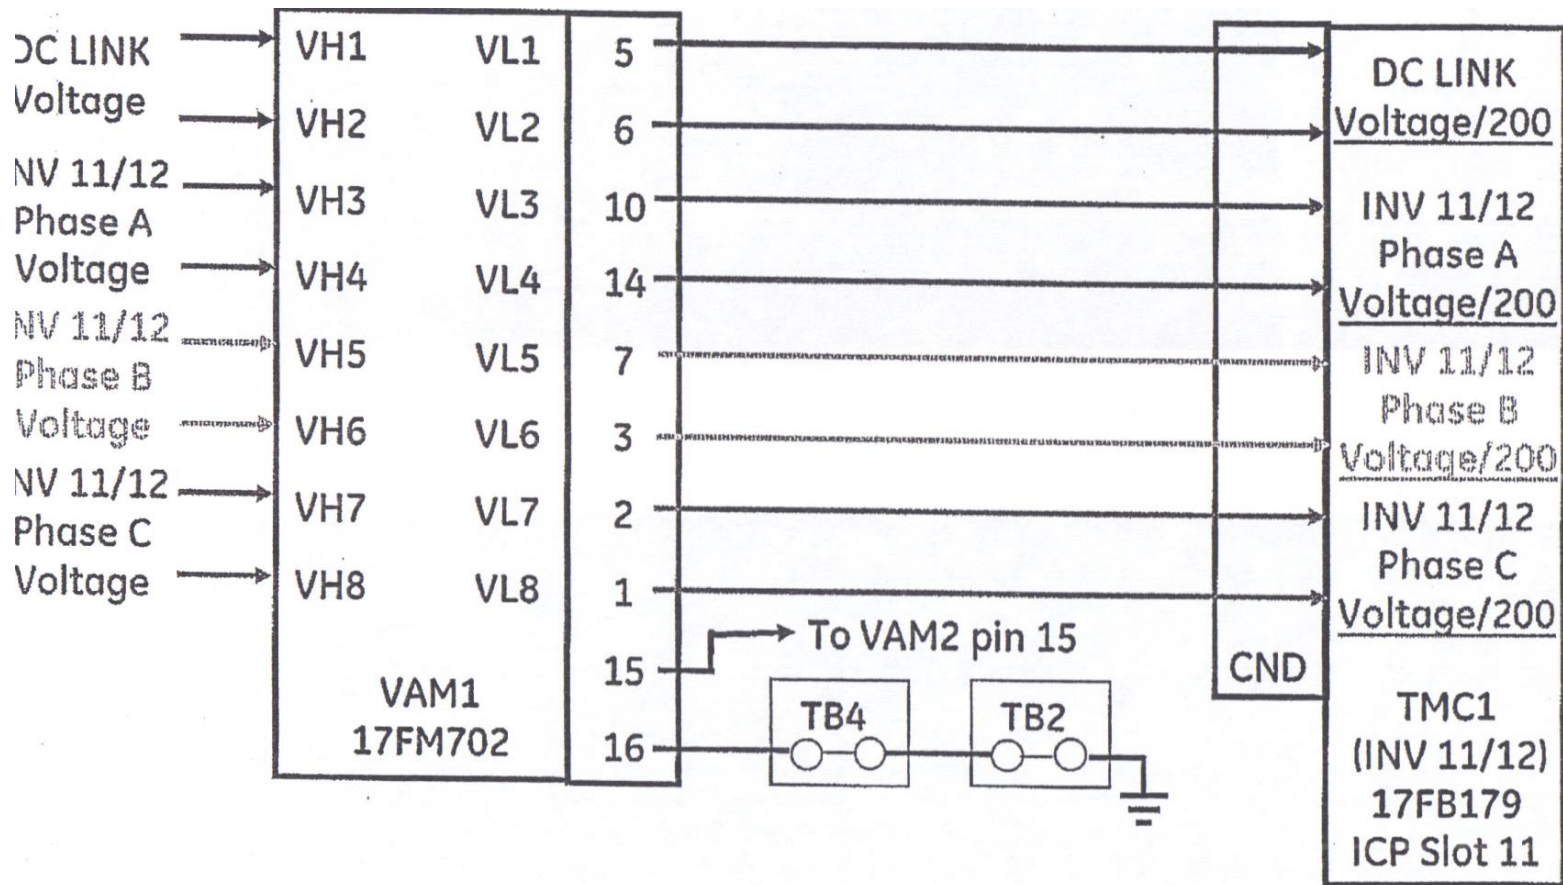 DC LINK
Voltage
NV 11/12
Phase A
Voltage
NV 11/12
Phase B
Voltage
NV 11/12
Phase C
Voltage
VH1 VL1 5
VH2 VL2 6
VH3 VL3 10
VH4 VL4 14
VH5 VL5 7
VH6 VL6 3
VH7 VL7 2
VH8 VL8 1
15
16
VAM1
17FM702
To VAM2 pin 15
TB4
TB2
CND
DC LINK
Voltage/200
INV 11/12
Phase A
Voltage/200
INV 11/12
Phase B
Voltage/200
INV 11/12
Phase C
Voltage/200
TMC1
(INV 11/12)
17FB179
ICP Slot 11